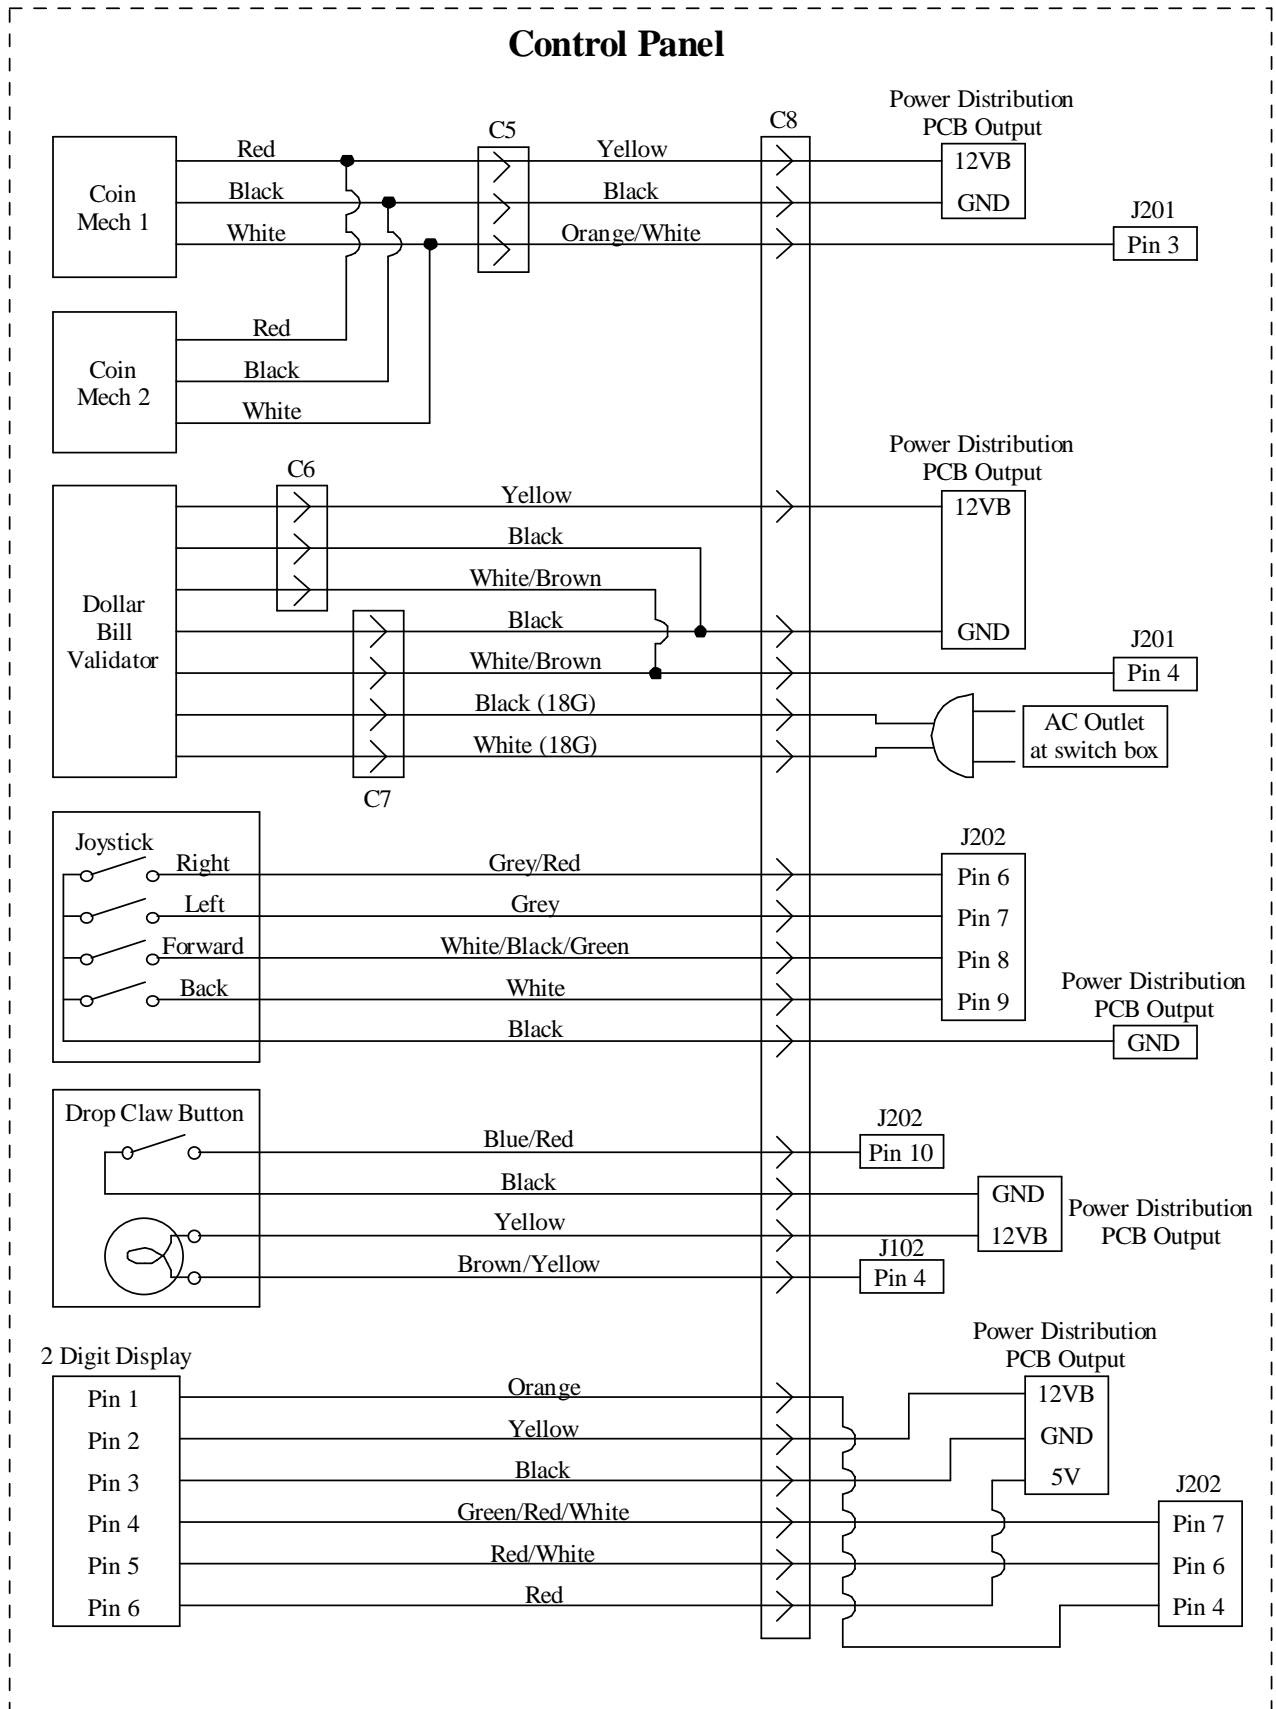 Control Panel
Power Distribution
PCB Output
C8
C5
Red
Yellow
12VB
Coin
Mech 1
Black
Black
GND
J201
White
Orange/White
Pin 3
Coin
Mech 2
Red
Black
White
Power Distribution
PCB Output
C6
Yellow
12VB
Black
White/Brown
Dollar
Bill
Validator
Black
GND
J201
White/Brown
Pin 4
Black (18G)
AC Outlet
at switch box
White (18G)
C7
Joystick
J202
Right
Grey/Red
Pin 6
Left
Grey
Pin 7
Forward
White/Black/Green
Pin 8
Back
White
Pin 9
Power Distribution
PCB Output
Black
GND
Drop Claw Button
J202
Blue/Red
Pin 10
Black
GND
Power Distribution
PCB Output
Yellow
12VB
J102
Brown/Yellow
Pin 4
Power Distribution
PCB Output
2 Digit Display
Pin 1
Orange
12VB
Pin 2
Yellow
GND
Pin 3
Black
5V
J202
Pin 4
Green/Red/White
Pin 7
Pin 5
Red/White
Pin 6
Pin 6
Red
Pin 4